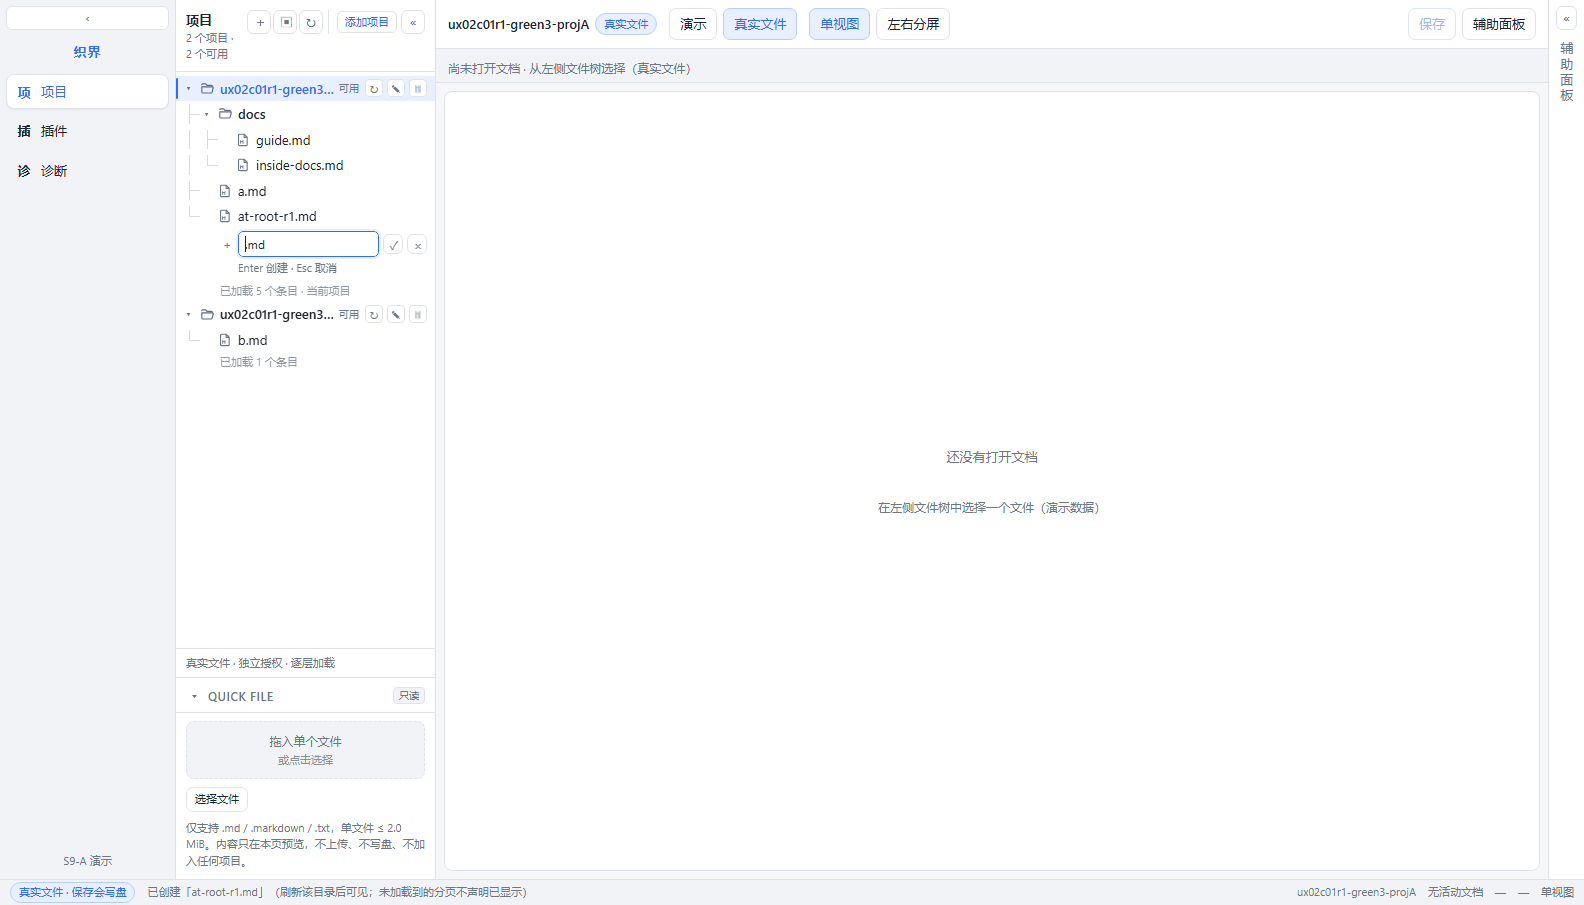 ‹
织界
项 项目
插 插件
诊 诊断
S9-A 演示
项目
2 个项目 ·
2 个可用
+
↻
添加项目
«
ux02c01r1-green3... 可用 ↻
docs
guide.md
inside-docs.md
a.md
at-root-r1.md
+ .md ✓ ×
Enter 创建 · Esc 取消
已加载 5 个条目 · 当前项目
ux02c01r1-green3... 可用 ↻
b.md
已加载 1 个条目
真实文件 · 独立授权 · 逐层加载
QUICK FILE 只读
拖入单个文件
或点击选择
选择文件
仅支持 .md / .markdown / .txt，单文件 ≤ 2.0
MiB。内容只在本页预览，不上传、不写盘、不加
入任何项目。
ux02c01r1-green3-projA 真实文件 演示 真实文件 单视图 左右分屏 保存 辅助面板
尚未打开文档 · 从左侧文件树选择（真实文件）
还没有打开文档
在左侧文件树中选择一个文件（演示数据）
«
辅助面板
真实文件 · 保存会写盘 已创建「at-root-r1.md」（刷新该目录后可见；未加载到的分页不声明已显示） ux02c01r1-green3-projA 无活动文档 — — 单视图